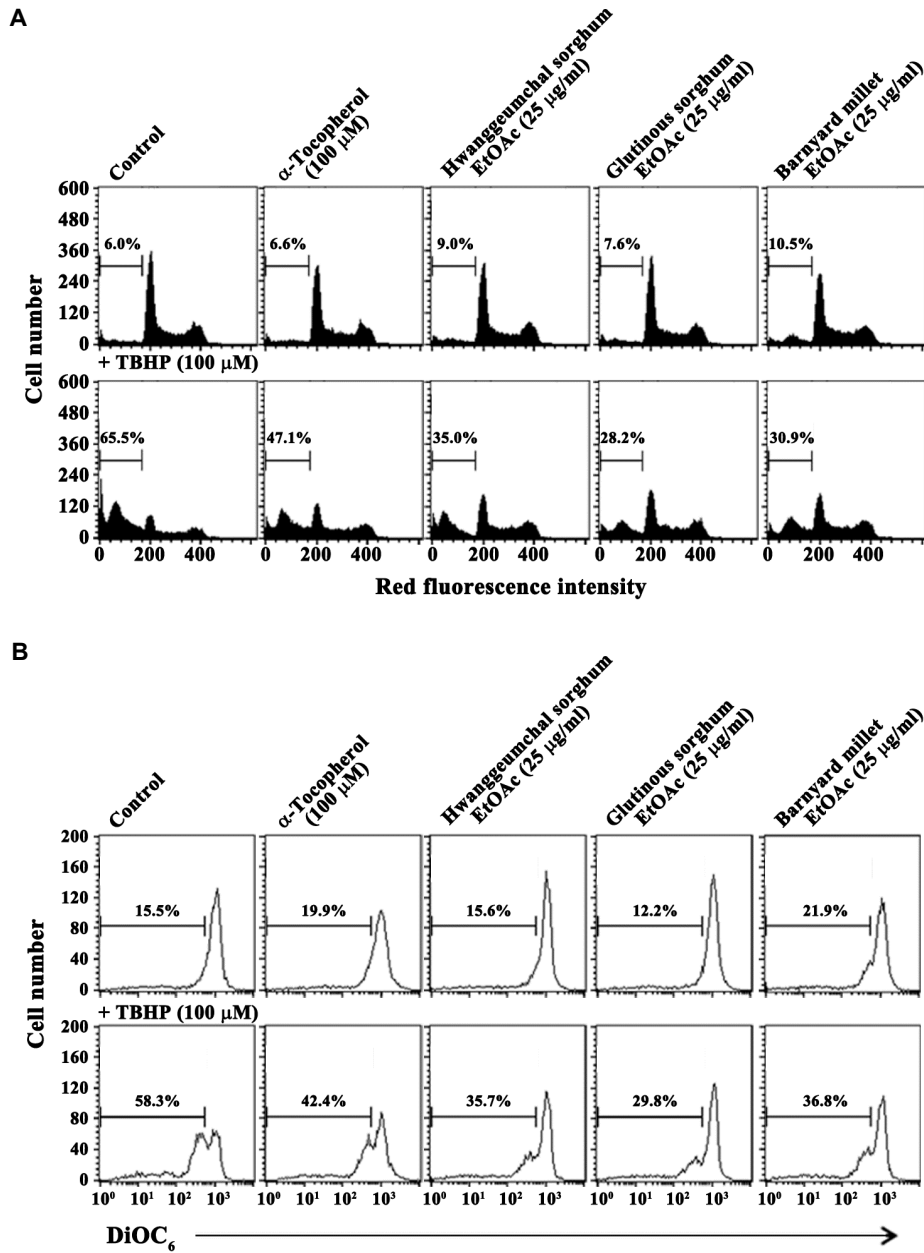 A
Control
α-Tocopherol
(100 μM)
Hwanggeumchal sorghum
EtOAc (25 μg/ml)
Glutinous sorghum
EtOAc (25 μg/ml)
Barnyard millet
EtOAc (25 μg/ml)
Cell number
600
480
360
240
120
0
6.0%
6.6%
9.0%
7.6%
10.5%
+ TBHP (100 μM)
600
480
360
240
120
0
65.5%
47.1%
35.0%
28.2%
30.9%
0 200 400
0 200 400
0 200 400
0 200 400
0 200 400
Red fluorescence intensity
B
Control
α-Tocopherol
(100 μM)
Hwanggeumchal sorghum
EtOAc (25 μg/ml)
Glutinous sorghum
EtOAc (25 μg/ml)
Barnyard millet
EtOAc (25 μg/ml)
Cell number
200
160
120
80
40
0
15.5%
19.9%
15.6%
12.2%
21.9%
+ TBHP (100 μM)
200
160
120
80
40
0
58.3%
42.4%
35.7%
29.8%
36.8%
10⁰ 10¹ 10² 10³
10⁰ 10¹ 10² 10³
10⁰ 10¹ 10² 10³
10⁰ 10¹ 10² 10³
10⁰ 10¹ 10² 10³
DiOC₆